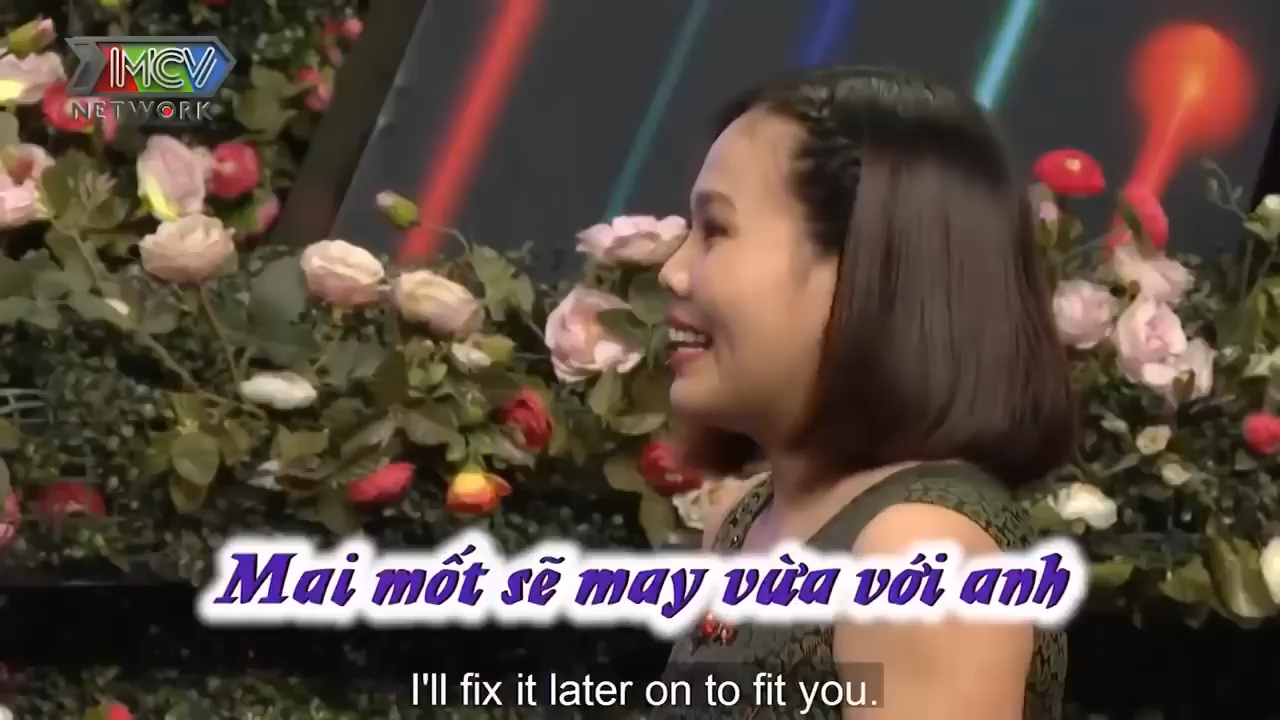 MCV
NETWORK
Mai mốt sẽ may vừa với anh
I'll fix it later on to fit you.